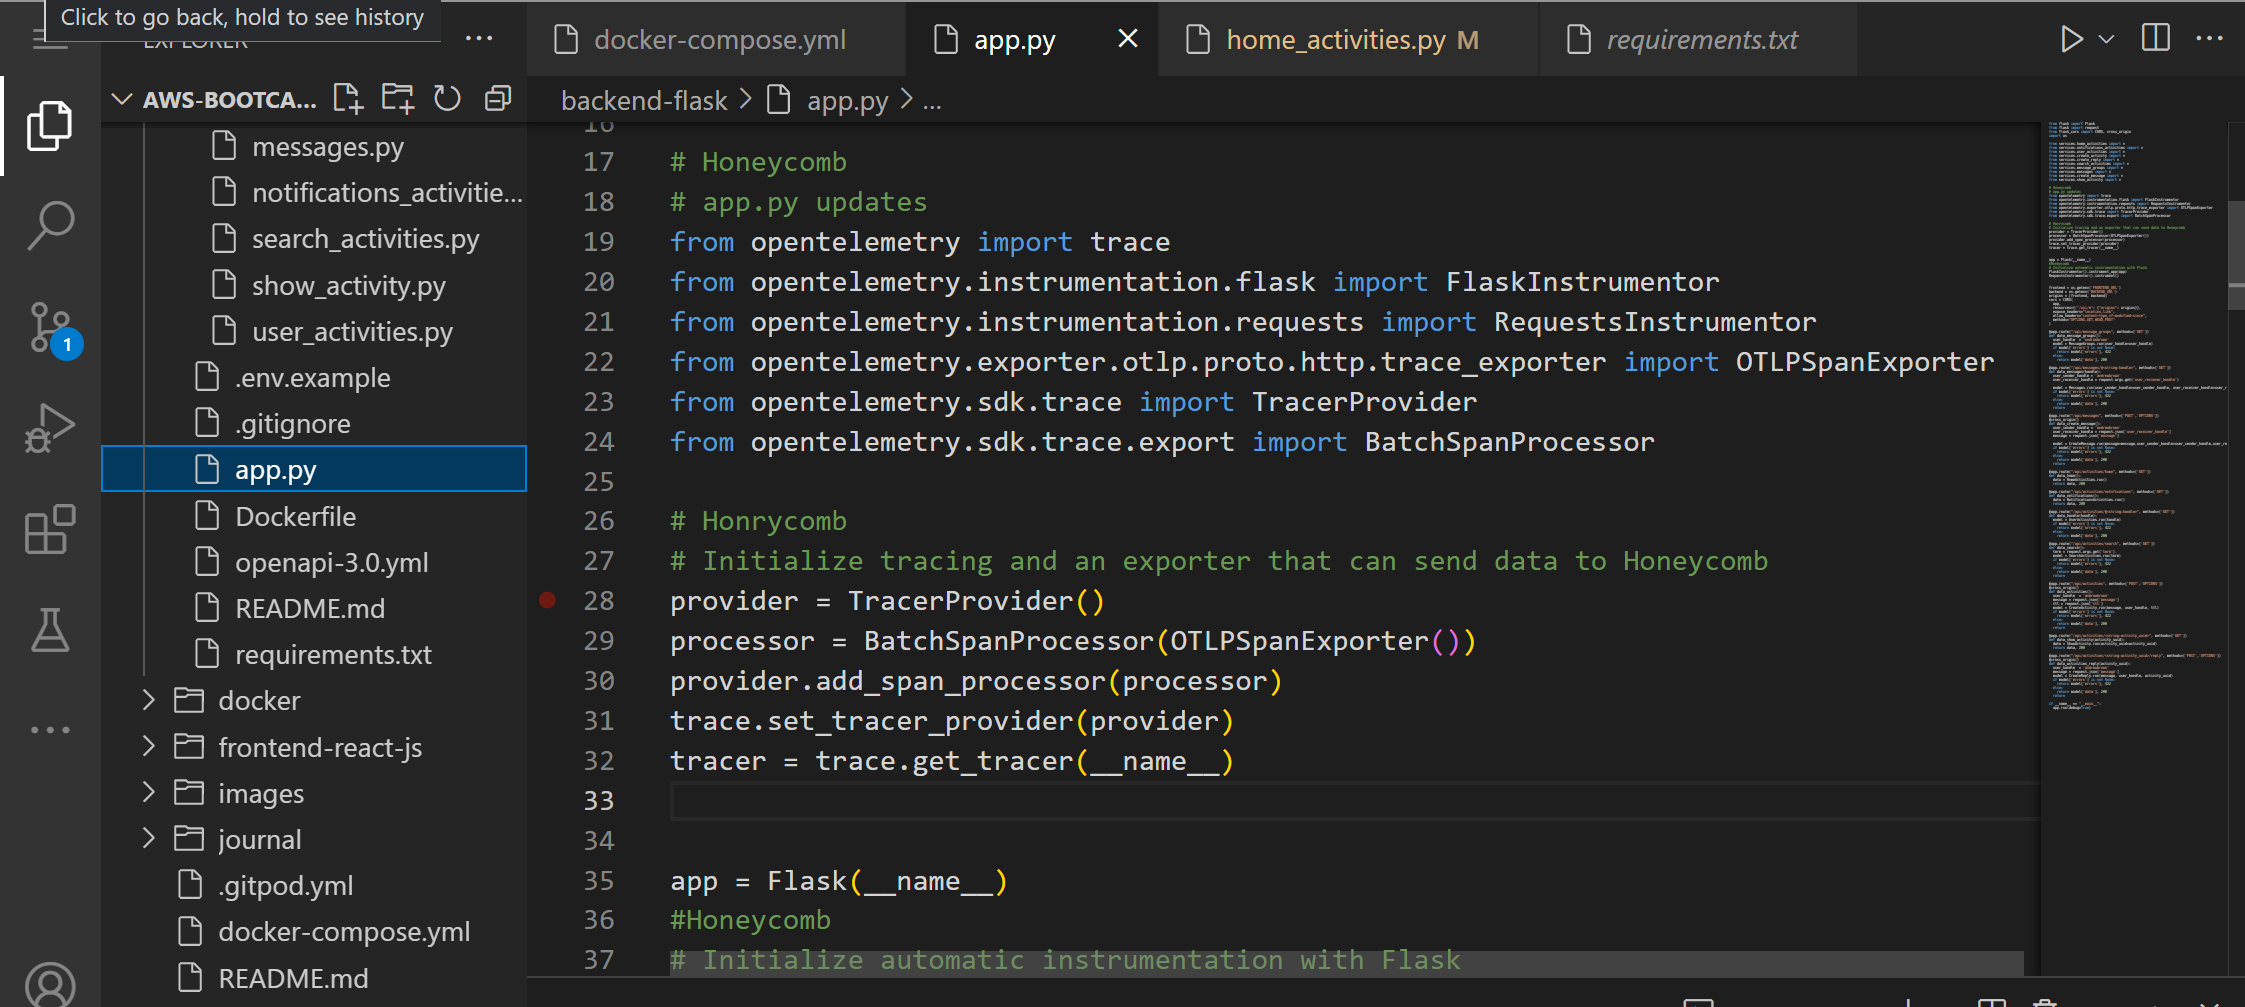 Click to go back, hold to see history
EXPLORER
docker-compose.yml
app.py
home_activities.py M
requirements.txt
AWS-BOOTCA...
backend-flask > app.py > ...
messages.py
notifications_activitie...
search_activities.py
show_activity.py
user_activities.py
1
.env.example
.gitignore
app.py
Dockerfile
openapi-3.0.yml
README.md
requirements.txt
docker
frontend-react-js
images
journal
.gitpod.yml
docker-compose.yml
README.md
16
17 # Honeycomb
18 # app.py updates
19 from opentelemetry import trace
20 from opentelemetry.instrumentation.flask import FlaskInstrumentor
21 from opentelemetry.instrumentation.requests import RequestsInstrumentor
22 from opentelemetry.exporter.otlp.proto.http.trace_exporter import OTLPSpanExporter
23 from opentelemetry.sdk.trace import TracerProvider
24 from opentelemetry.sdk.trace.export import BatchSpanProcessor
25
26 # Honrycomb
27 # Initialize tracing and an exporter that can send data to Honeycomb
28 provider = TracerProvider()
29 processor = BatchSpanProcessor(OTLPSpanExporter())
30 provider.add_span_processor(processor)
31 trace.set_tracer_provider(provider)
32 tracer = trace.get_tracer(__name__)
33
34
35 app = Flask(__name__)
36 #Honeycomb
37 # Initialize automatic instrumentation with Flask